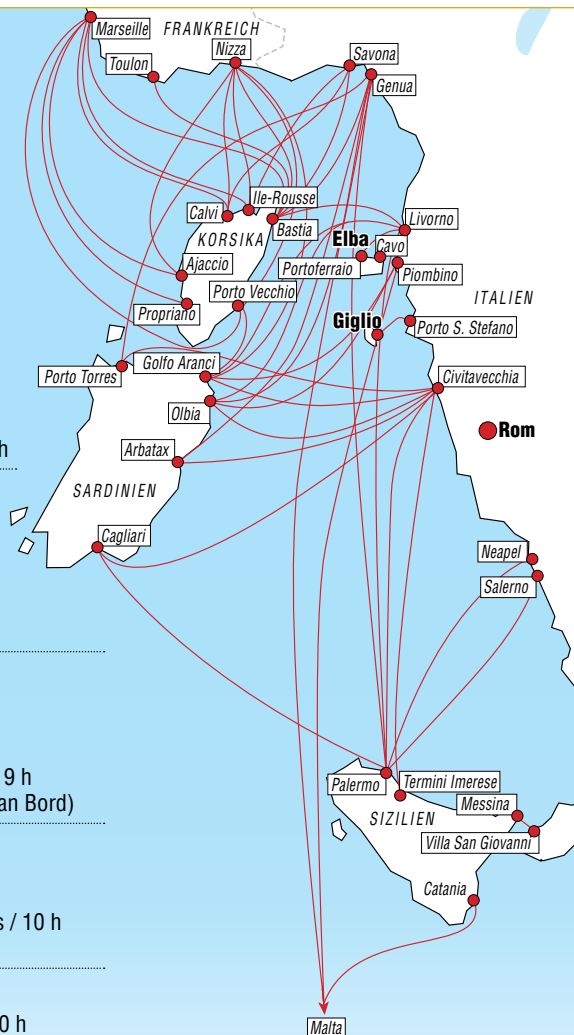 FRANKREICH
Marseille
Nizza
Toulon
Savona
Genua
Ile-Rousse
Calvi
Bastia
KORSIKA
Livorno
Elba
Cavo
Portoferraio
Piombino
Ajaccio
Porto Vecchio
Propriano
ITALIEN
Giglio
Porto S. Stefano
Golfo Aranci
Porto Torres
Civitavecchia
Olbia
Rom
Arbatax
h
SARDINIEN
Cagliari
Neapel
Salerno
9 h
an Bord)
Palermo
Termini Imerese
Messina
SIZILIEN
Villa San Giovanni
Catania
s / 10 h
0 h
Malta